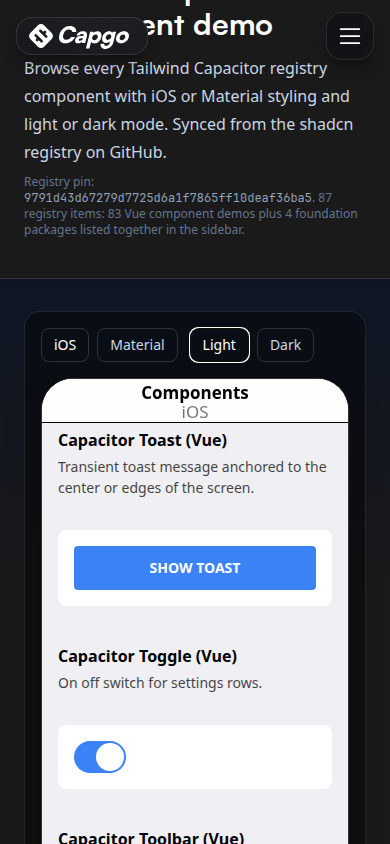 ent demo
Capgo
Browse every Tailwind Capacitor registry
component with iOS or Material styling and
light or dark mode. Synced from the shadcn
registry on GitHub.
Registry pin:
9791d43d67279d7725d6a1f7865ff10deaf36ba5. 87
registry items: 83 Vue component demos plus 4 foundation
packages listed together in the sidebar.
iOS Material Light Dark
Components
iOS
Capacitor Toast (Vue)
Transient toast message anchored to the
center or edges of the screen.
SHOW TOAST
Capacitor Toggle (Vue)
On off switch for settings rows.
Capacitor Toolbar (Vue)